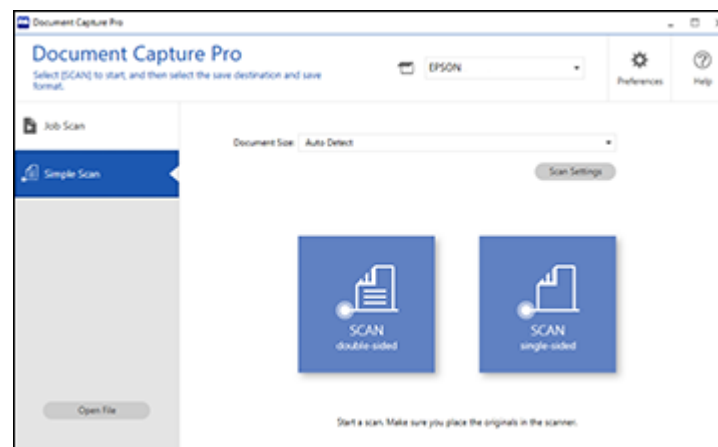 Document Capture Pro
Document Capture Pro
Select [SCAN] to start, and then select the save destination and save
format.
EPSON
Preferences
Help
Job Scan
Simple Scan
Document Size:
Auto Detect
Scan Settings
SCAN
double-sided
SCAN
single-sided
Open File
Start a scan. Make sure you place the originals in the scanner.